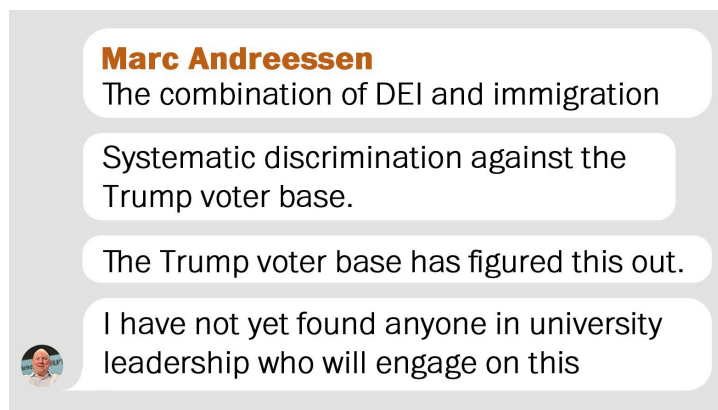 Marc Andreessen
The combination of DEI and immigration
Systematic discrimination against the
Trump voter base.
The Trump voter base has figured this out.
I have not yet found anyone in university
leadership who will engage on this